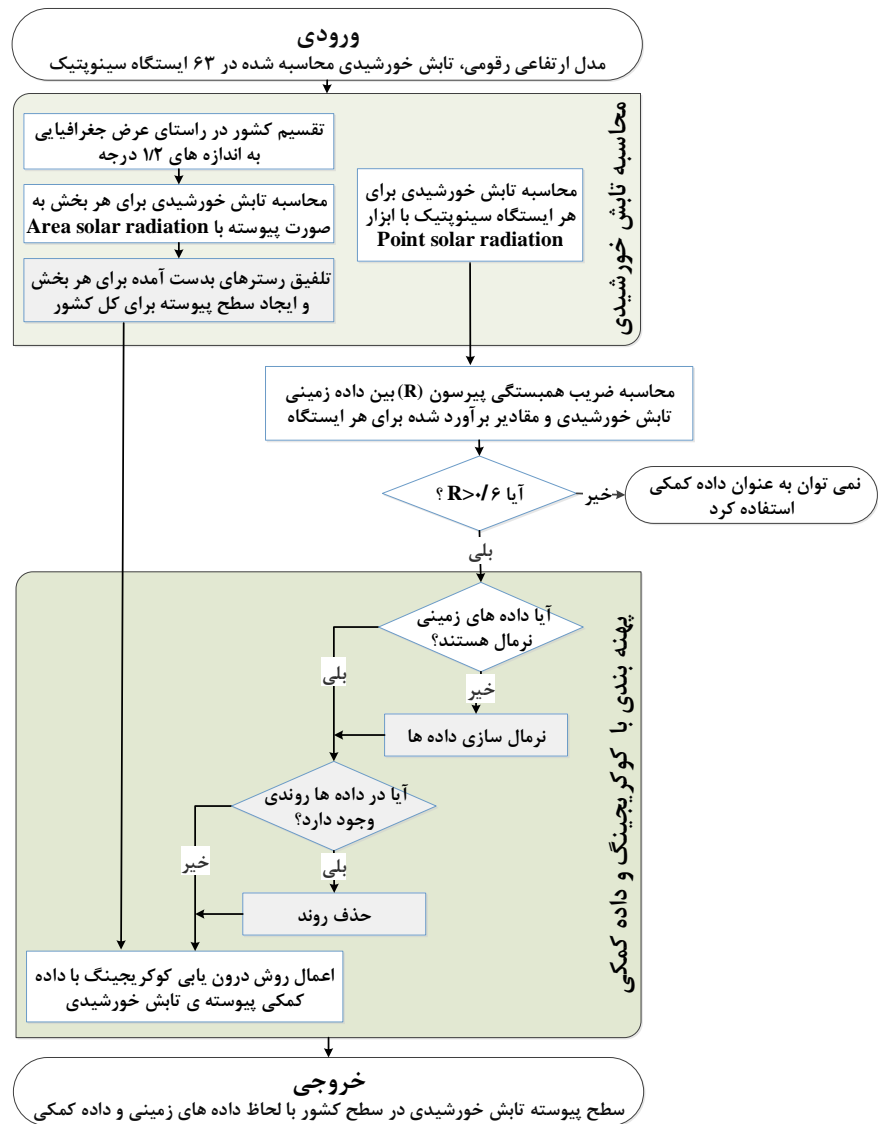 ورودی
مدل ارتفاعی رقومی، تابش خورشیدی محاسبه شده در ۶۳ ایستگاه سینوپتیک
محاسبه تابش خورشیدی
تقسیم کشور در راستای عرض جغرافیایی
به اندازه های ۱/۲ درجه
محاسبه تابش خورشیدی برای هر بخش به
صورت پیوسته با Area solar radiation
تلفیق رسترهای بدست آمده برای هر بخش
و ایجاد سطح پیوسته برای کل کشور
محاسبه تابش خورشیدی برای
هر ایستگاه سینوپتیک با ابزار
Point solar radiation
محاسبه ضریب همبستگی پیرسون (R) بین داده زمینی
تابش خورشیدی و مقادیر برآورد شده برای هر ایستگاه
آیا R>۰/۶ ؟
خیر
نمی توان به عنوان داده کمکی
استفاده کرد
بلی
پهنه بندی با کوکریجینگ و داده کمکی
آیا داده های زمینی
نرمال هستند؟
بلی
خیر
نرمال سازی داده ها
آیا در داده ها روندی
وجود دارد؟
خیر
بلی
حذف روند
اعمال روش درون یابی کوکریجینگ با داده
کمکی پیوسته ی تابش خورشیدی
خروجی
سطح پیوسته تابش خورشیدی در سطح کشور با لحاظ داده های زمینی و داده کمکی